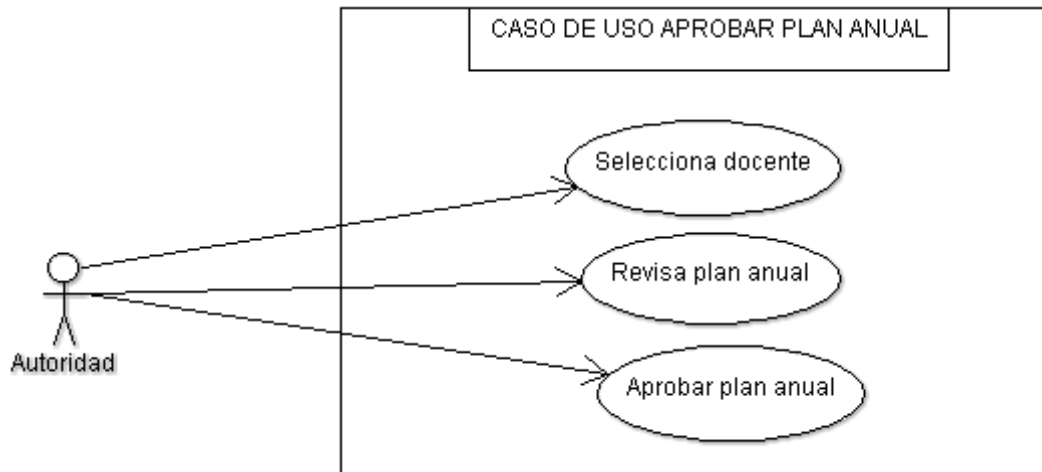 CASO DE USO APROBAR PLAN ANUAL
Selecciona docente
Revisa plan anual
Autoridad
Aprobar plan anual